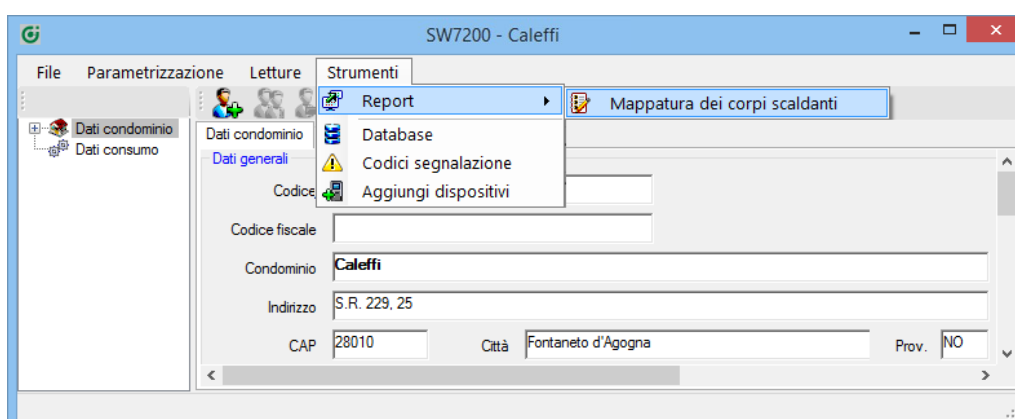 SW7200 - Caleffi
File Parametrizzazione Letture Strumenti
Report Mappatura dei corpi scaldanti
Dati condominio Dati condominio Database
Dati consumo Dati generali Codici segnalazione
Codice Aggiungi dispositivi
Codice fiscale
Condominio Caleffi
Indirizzo S.R. 229, 25
CAP 28010 Città Fontaneto d'Agogna Prov. NO